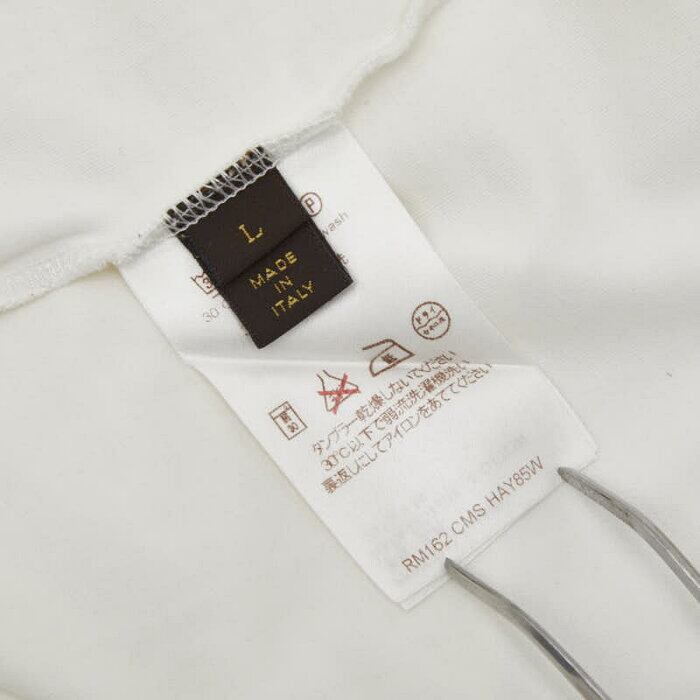 L
MADE
IN
ITALY
P
wash
30
ドライ
セキユ系
30
タンブラー乾燥しないでください
30℃以下で弱流洗濯機洗い
裏返しにしてアイロンをあててください
RM162 CMS HAY85W